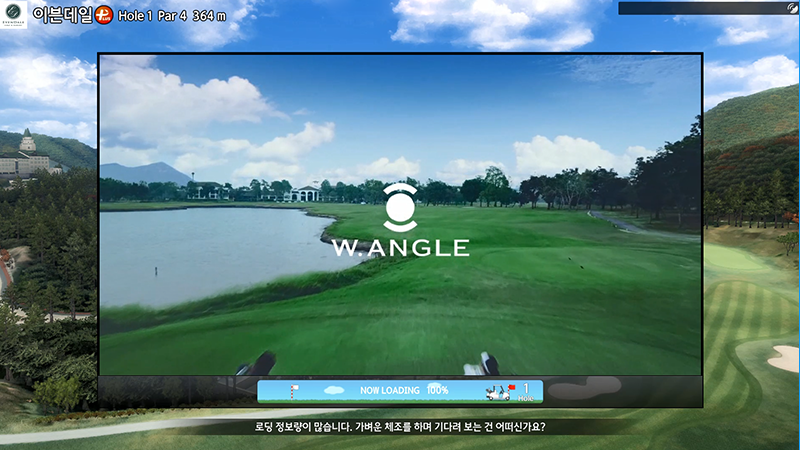 이븐데일 PLUS Hole 1 Par 4 364 m
W.ANGLE
NOW LOADING 100%
1
Hole
로딩 정보량이 많습니다. 가벼운 체조를 하며 기다려 보는 건 어떠신가요?